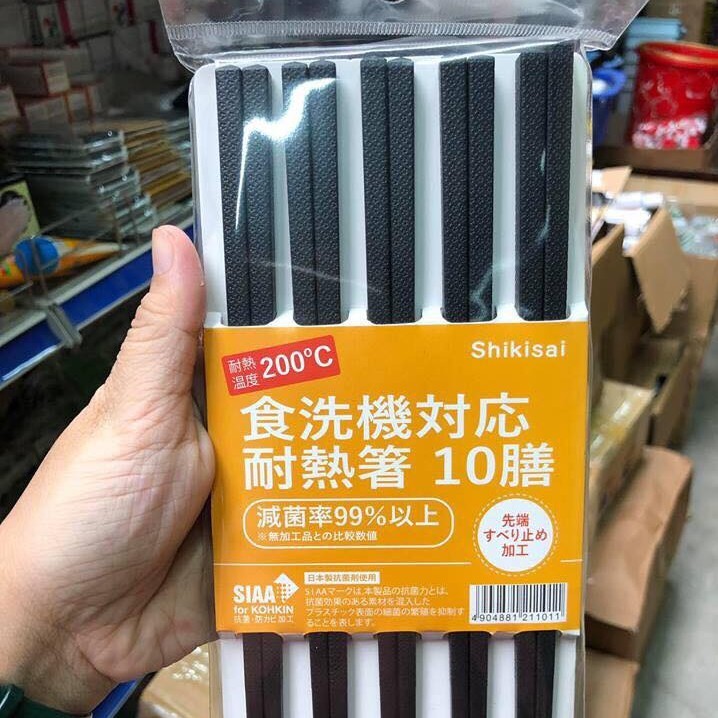 耐熱
温度 200℃
Shikisai
食洗機対応
耐熱箸 10膳
減菌率99%以上
※無加工品との比較数値
先端
すべり止め
加工
SIAA
for KOHKIN
抗菌・防カビ加工
日本製抗菌剤使用
SIAAマークは、本製品の抗菌力とは、
抗菌効果のある素材を混入した
プラスチック表面の細菌の繁殖を抑制す
ることを表します。
4904881211011